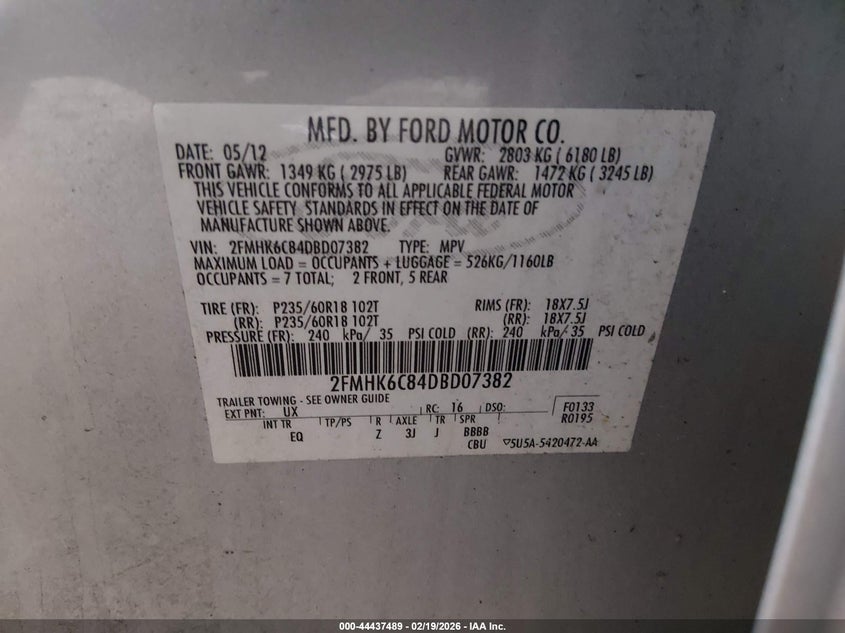 MFD. BY FORD MOTOR CO.
DATE: 05/12 GVWR: 2803 KG ( 6180 LB)
FRONT GAWR: 1349 KG ( 2975 LB) REAR GAWR: 1472 KG ( 3245 LB)
THIS VEHICLE CONFORMS TO ALL APPLICABLE FEDERAL MOTOR
VEHICLE SAFETY STANDARDS IN EFFECT ON THE DATE OF
MANUFACTURE SHOWN ABOVE.
VIN: 2FMHK6C84DBD07382 TYPE: MPV
MAXIMUM LOAD = OCCUPANTS + LUGGAGE = 526KG/1160LB
OCCUPANTS = 7 TOTAL; 2 FRONT, 5 REAR
TIRE (FR): P235/60R18 102T RIMS (FR): 18X7.5J
(RR): P235/60R18 102T (RR): 18X7.5J
PRESSURE (FR): 240 kPa/ 35 PSI COLD (RR): 240 kPa/ 35 PSI COLD
2FMHK6C84DBD07382
TRAILER TOWING - SEE OWNER GUIDE
EXT PNT: UX RC: 16 DSO: F0133
R0195
INT TR TP/PS R AXLE TR SPR
EQ Z 3J J BBBB
CBU 5U5A-5420472-AA
000-44437489 - 02/19/2026 - IAA Inc.